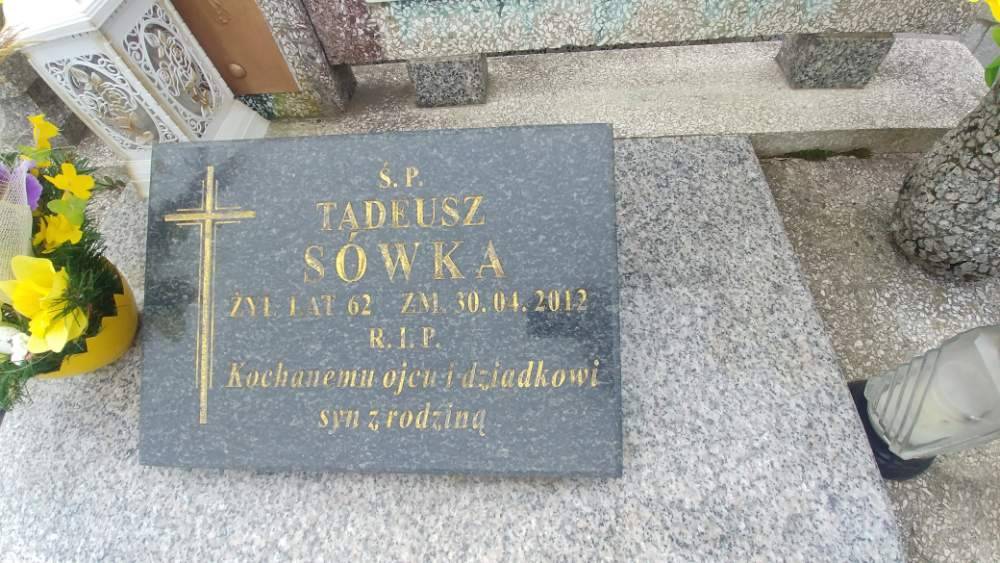 Ś. P.
TADEUSZ
SÓWKA
ŻYŁ LAT 62 ZM. 30.04.2012
R. I. P.
Kochanemu ojcu i dziadkowi
syn z rodziną